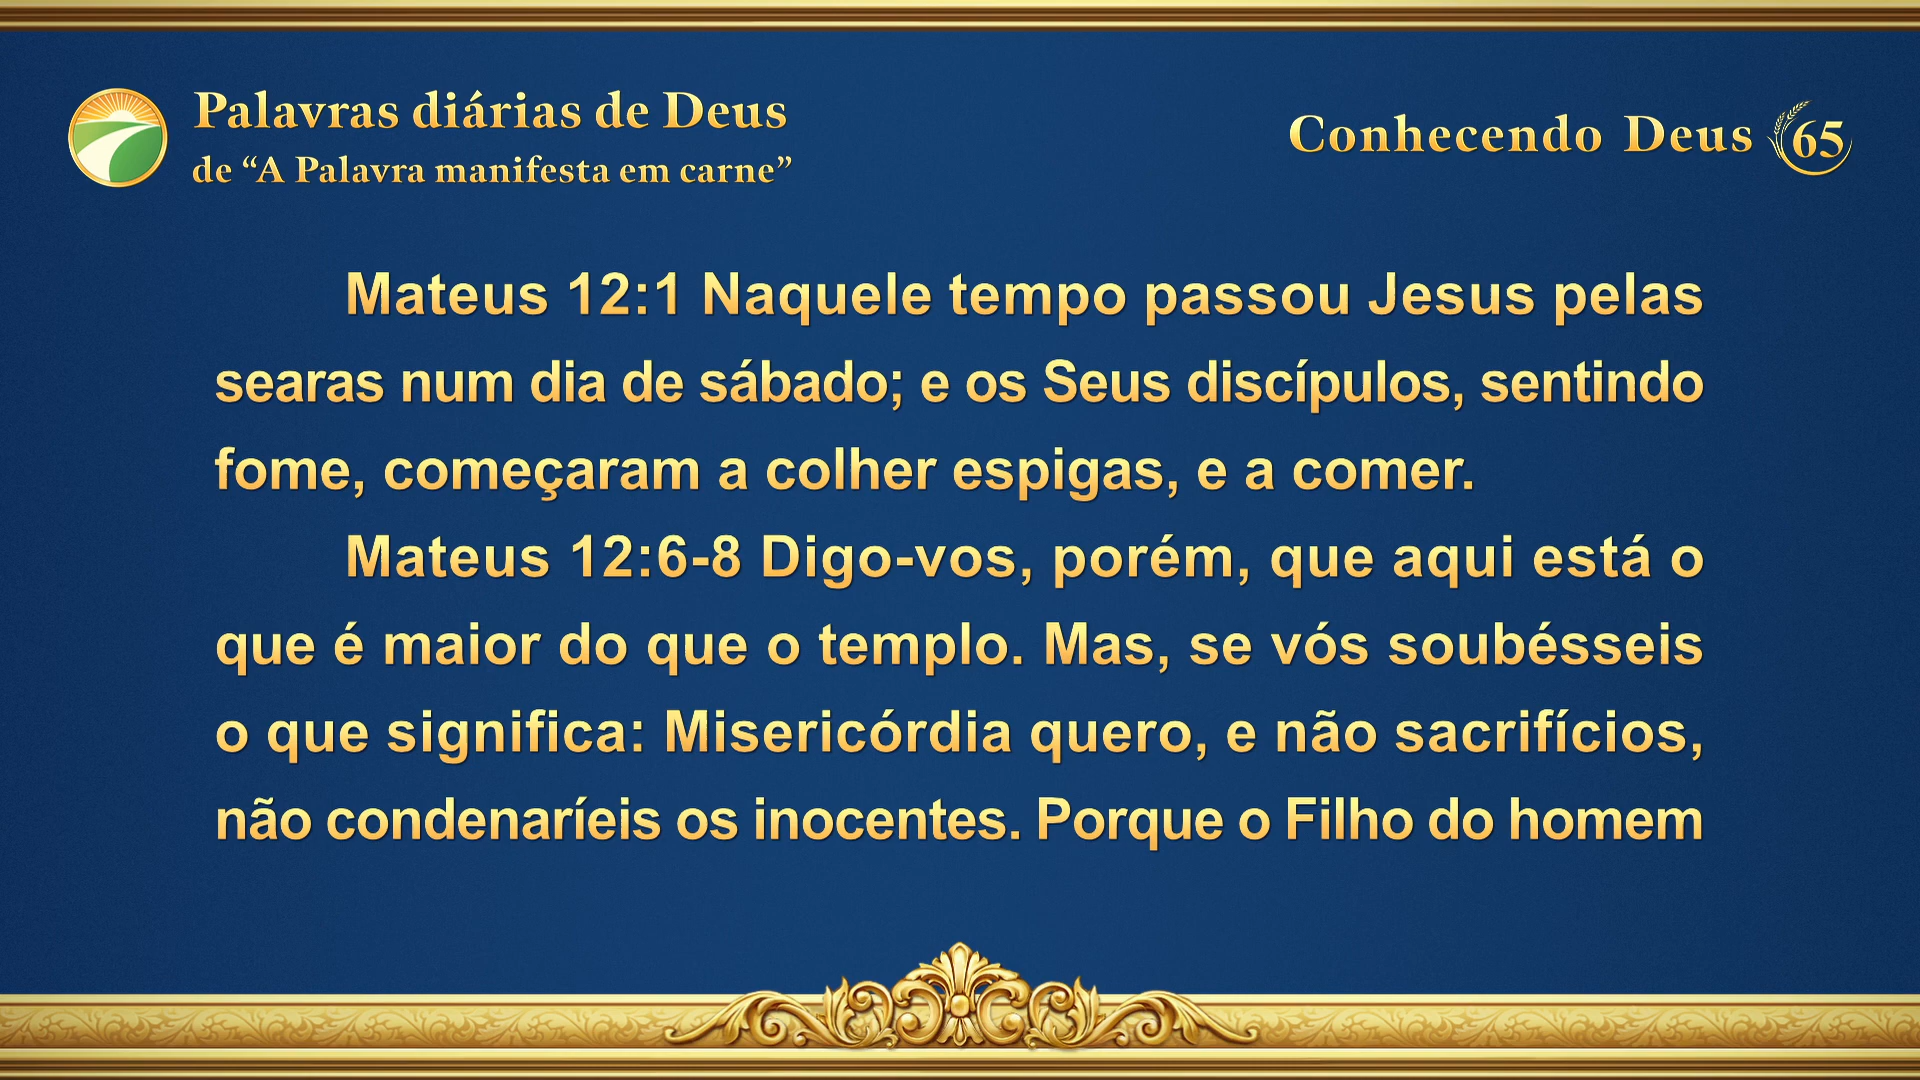 Palavras diárias de Deus
de “A Palavra manifesta em carne”
Conhecendo Deus 65
Mateus 12:1 Naquele tempo passou Jesus pelas
searas num dia de sábado; e os Seus discípulos, sentindo
fome, começaram a colher espigas, e a comer.
Mateus 12:6-8 Digo-vos, porém, que aqui está o
que é maior do que o templo. Mas, se vós soubésseis
o que significa: Misericórdia quero, e não sacrifícios,
não condenaríeis os inocentes. Porque o Filho do homem